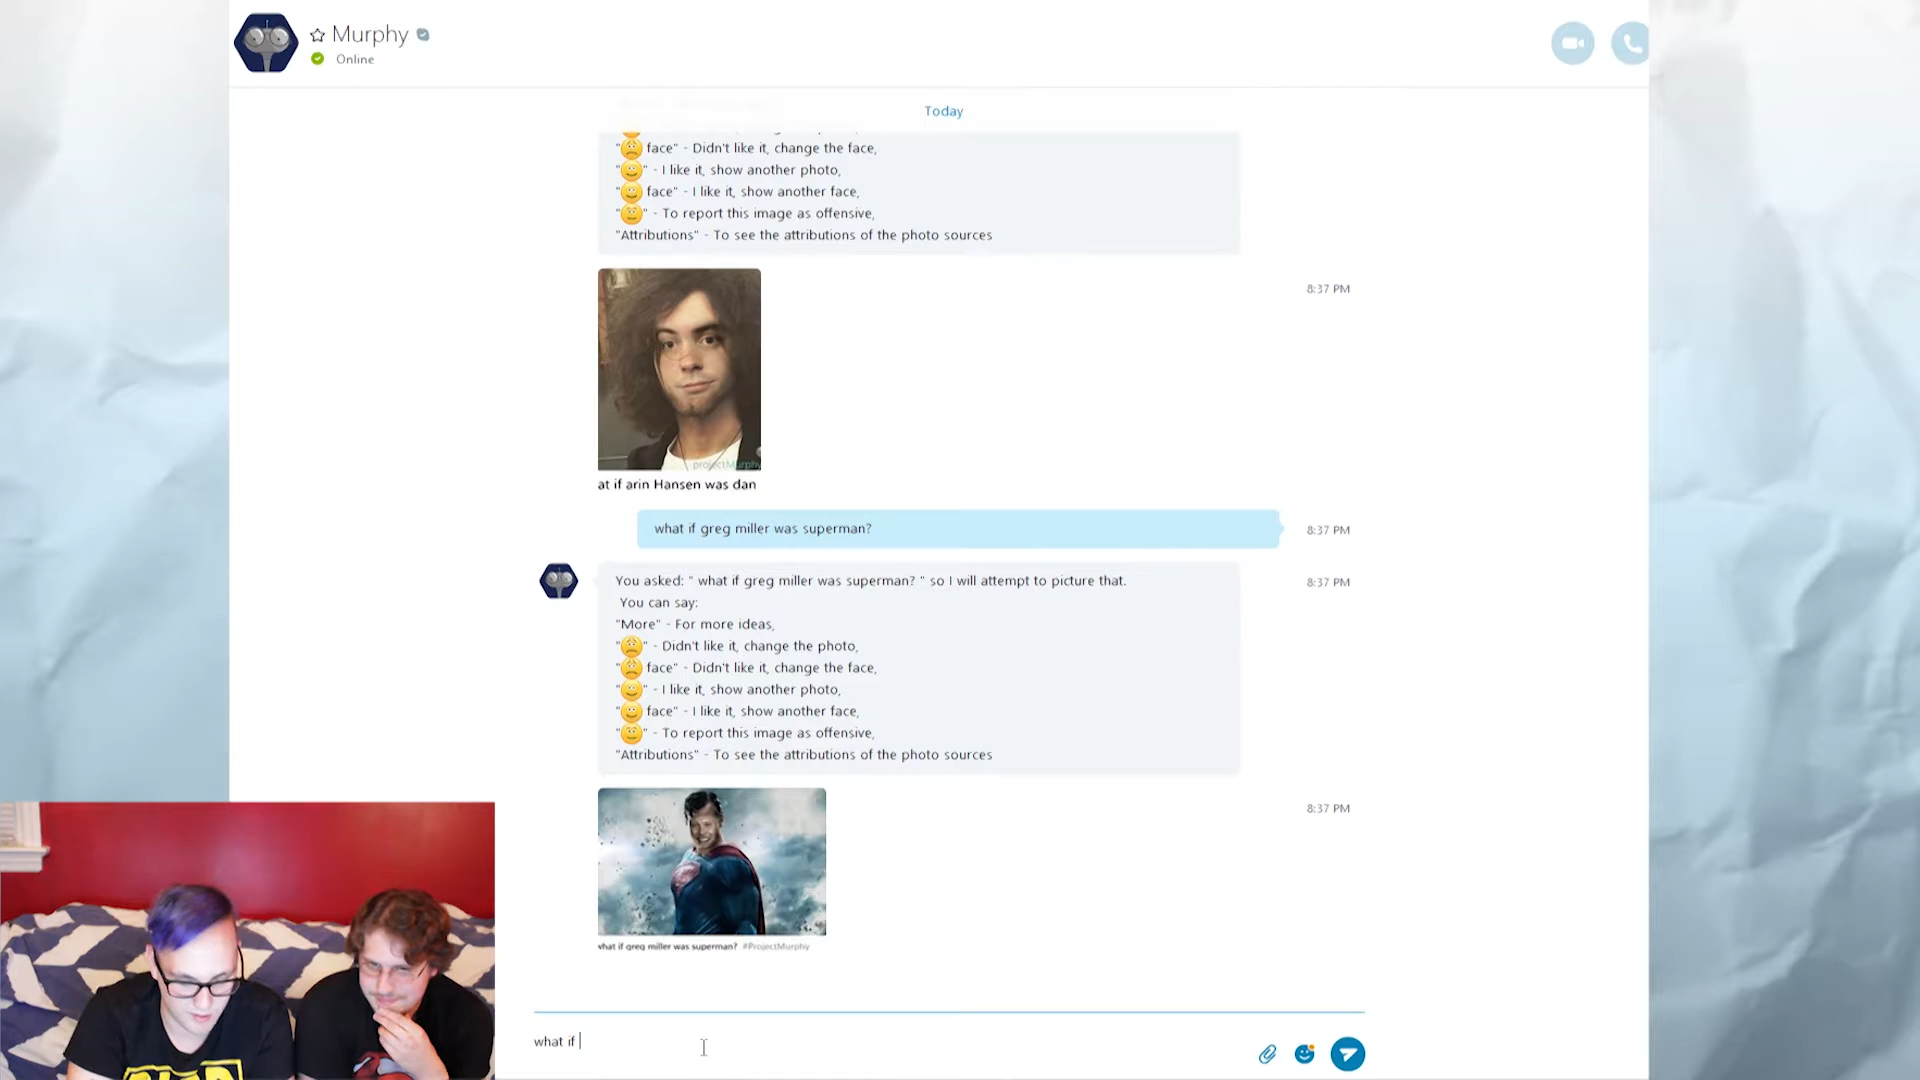 Murphy
Online
Today
" face" - Didn't like it, change the face,
" " - I like it, show another photo,
" face" - I like it, show another face,
" " - To report this image as offensive,
"Attributions" - To see the attributions of the photo sources
8:37 PM
projectMurphy
at if arin Hansen was dan
what if greg miller was superman?
8:37 PM
You asked: " what if greg miller was superman? " so I will attempt to picture that.
8:37 PM
You can say:
"More" - For more ideas,
" " - Didn't like it, change the photo,
" face" - Didn't like it, change the face,
" " - I like it, show another photo,
" face" - I like it, show another face,
" " - To report this image as offensive,
"Attributions" - To see the attributions of the photo sources
8:37 PM
what if greg miller was superman? #ProjectMurphy
what if